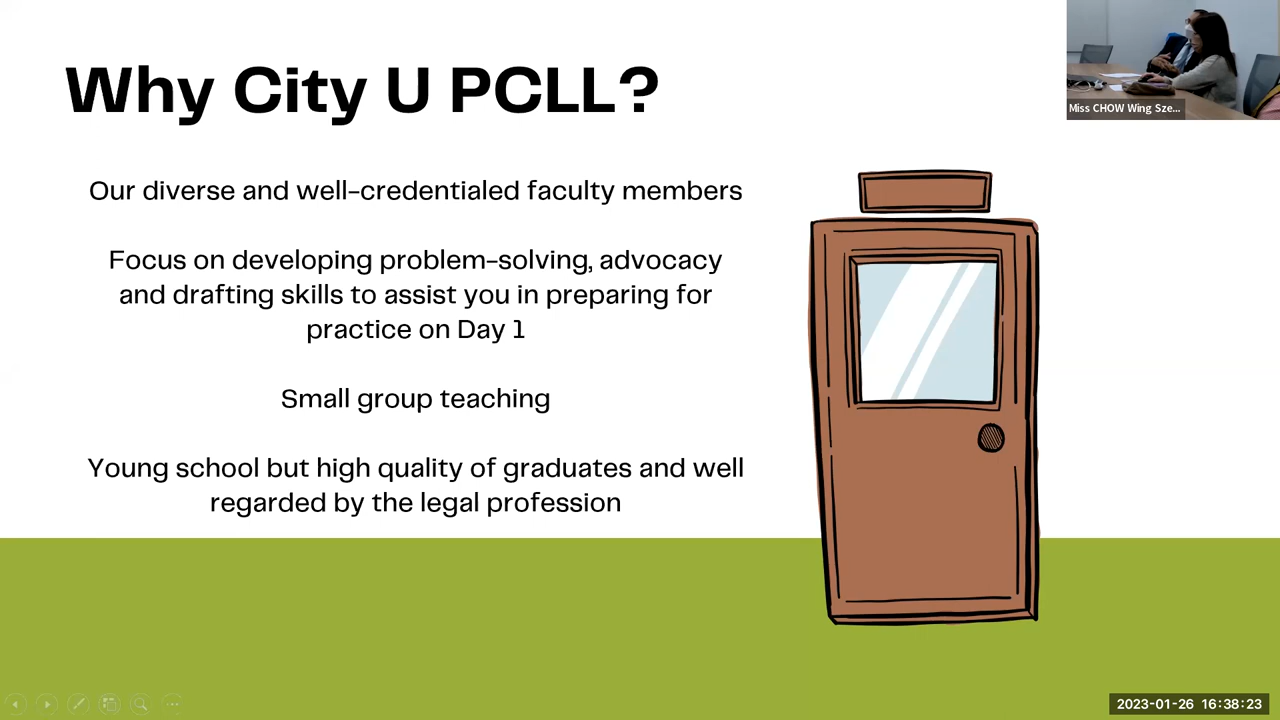 Why City U PCLL?
Miss CHOW Wing Sze...
Our diverse and well-credentialed faculty members
Focus on developing problem-solving, advocacy
and drafting skills to assist you in preparing for
practice on Day 1
Small group teaching
Young school but high quality of graduates and well
regarded by the legal profession
2023-01-26 16:38:23